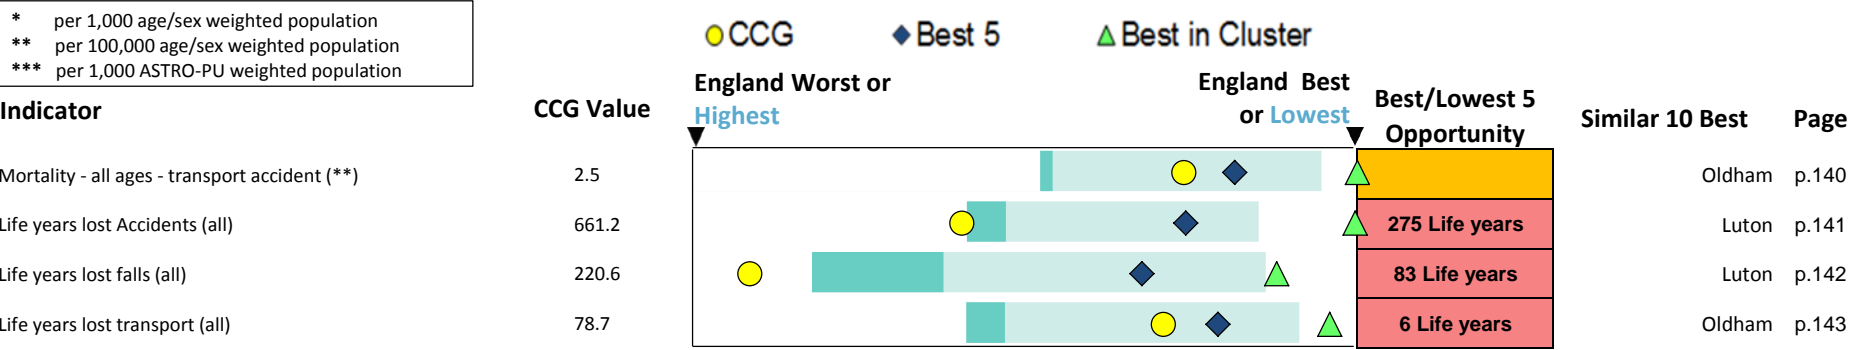 * per 1,000 age/sex weighted population
** per 100,000 age/sex weighted population
*** per 1,000 ASTRO-PU weighted population
CCG Best 5 Best in Cluster
Indicator CCG Value England Worst or Highest England Best or Lowest Best/Lowest 5 Opportunity Similar 10 Best Page
Mortality - all ages - transport accident (**) 2.5 Oldham p.140
Life years lost Accidents (all) 661.2 275 Life years Luton p.141
Life years lost falls (all) 220.6 83 Life years Luton p.142
Life years lost transport (all) 78.7 6 Life years Oldham p.143